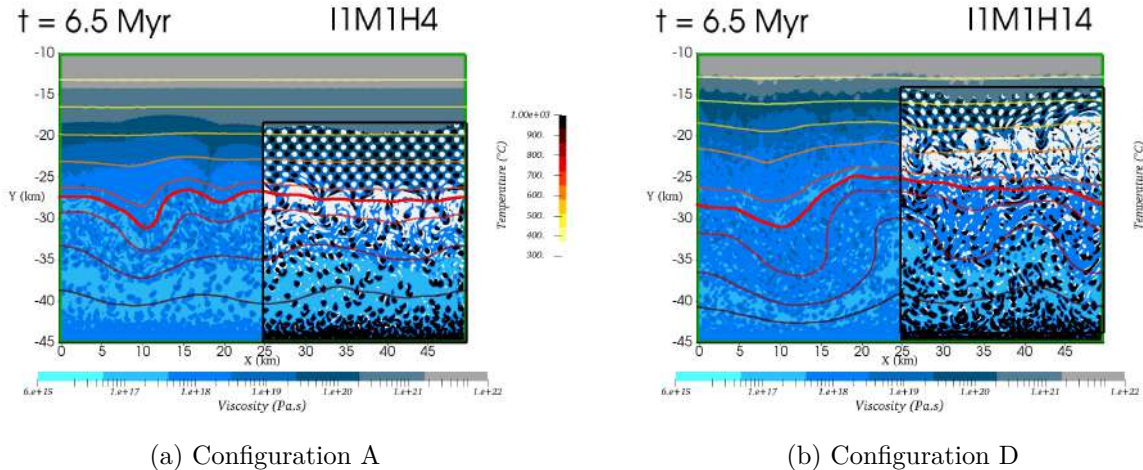 t = 6.5 Myr I1M1H4
-10
-15
-20
-25
Y (km)
-30
-35
-40
-45
0 5 10 15 20 25 30 35 40 45
X (km)
1.00e+03
900.
800.
700.
600.
500.
400.
300.
Temperature (°C)
6.e+15 1.e+17 1.e+18 1.e+19 1.e+20 1.e+21 1.e+22
Viscosity (Pa.s)
(a) Configuration A
t = 6.5 Myr I1M1H14
-10
-15
-20
-25
Y (km)
-30
-35
-40
-45
0 5 10 15 20 25 30 35 40 45
X (km)
Temperature (°C)
6.e+15 1.e+17 1.e+18 1.e+19 1.e+20 1.e+21 1.e+22
Viscosity (Pa.s)
(b) Configuration D